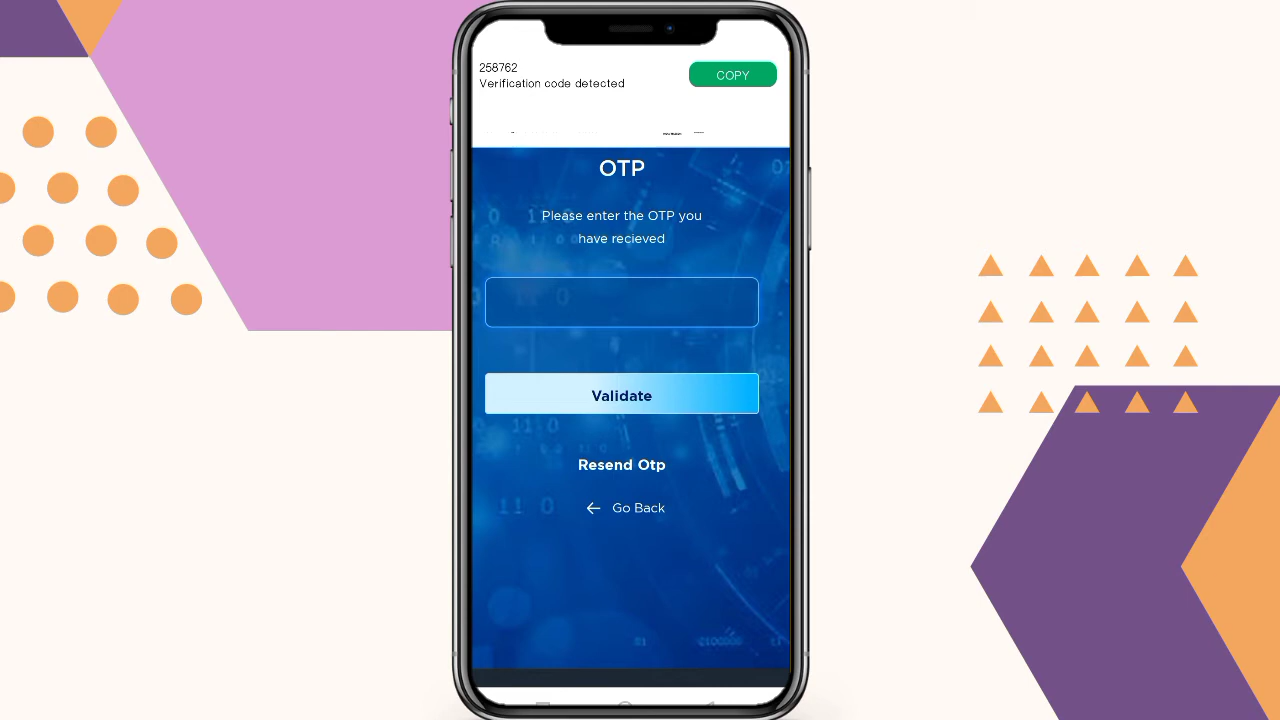 258762
Verification code detected
COPY
OTP
Please enter the OTP you
have recieved
Validate
Resend Otp
← Go Back